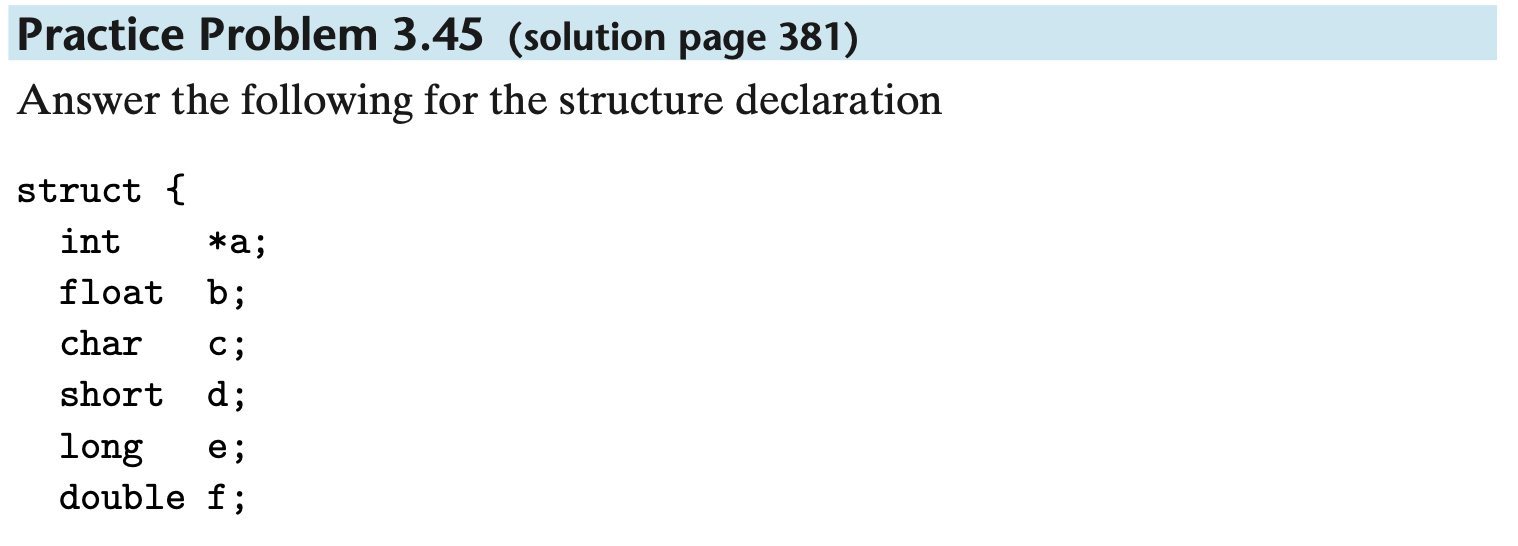 Practice Problem 3.45 (solution page 381)
Answer the following for the structure declaration
struct {
  int    *a;
  float  b;
  char   c;
  short  d;
  long   e;
  double f;